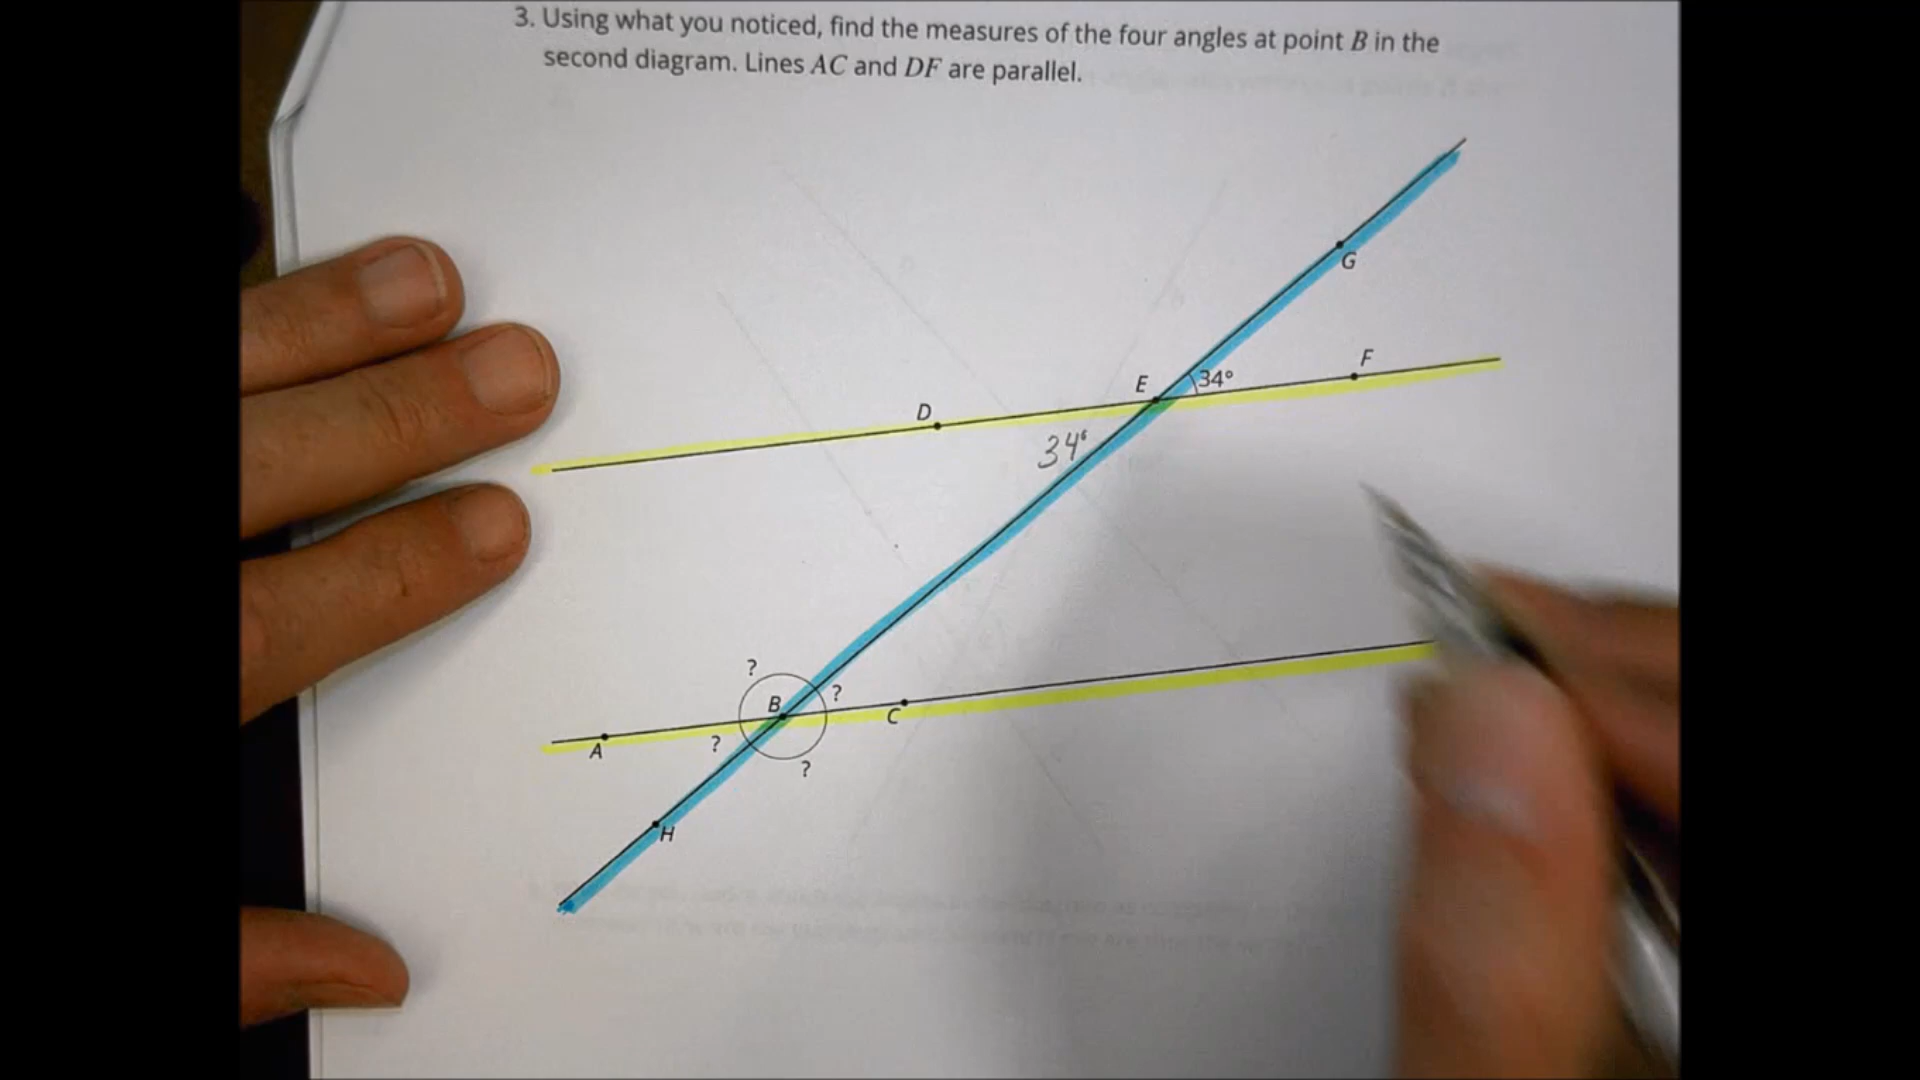 3. Using what you noticed, find the measures of the four angles at point B in the
second diagram. Lines AC and DF are parallel.
G
F
E 34°
D
34°
?
B ?
C
A ?
?
H